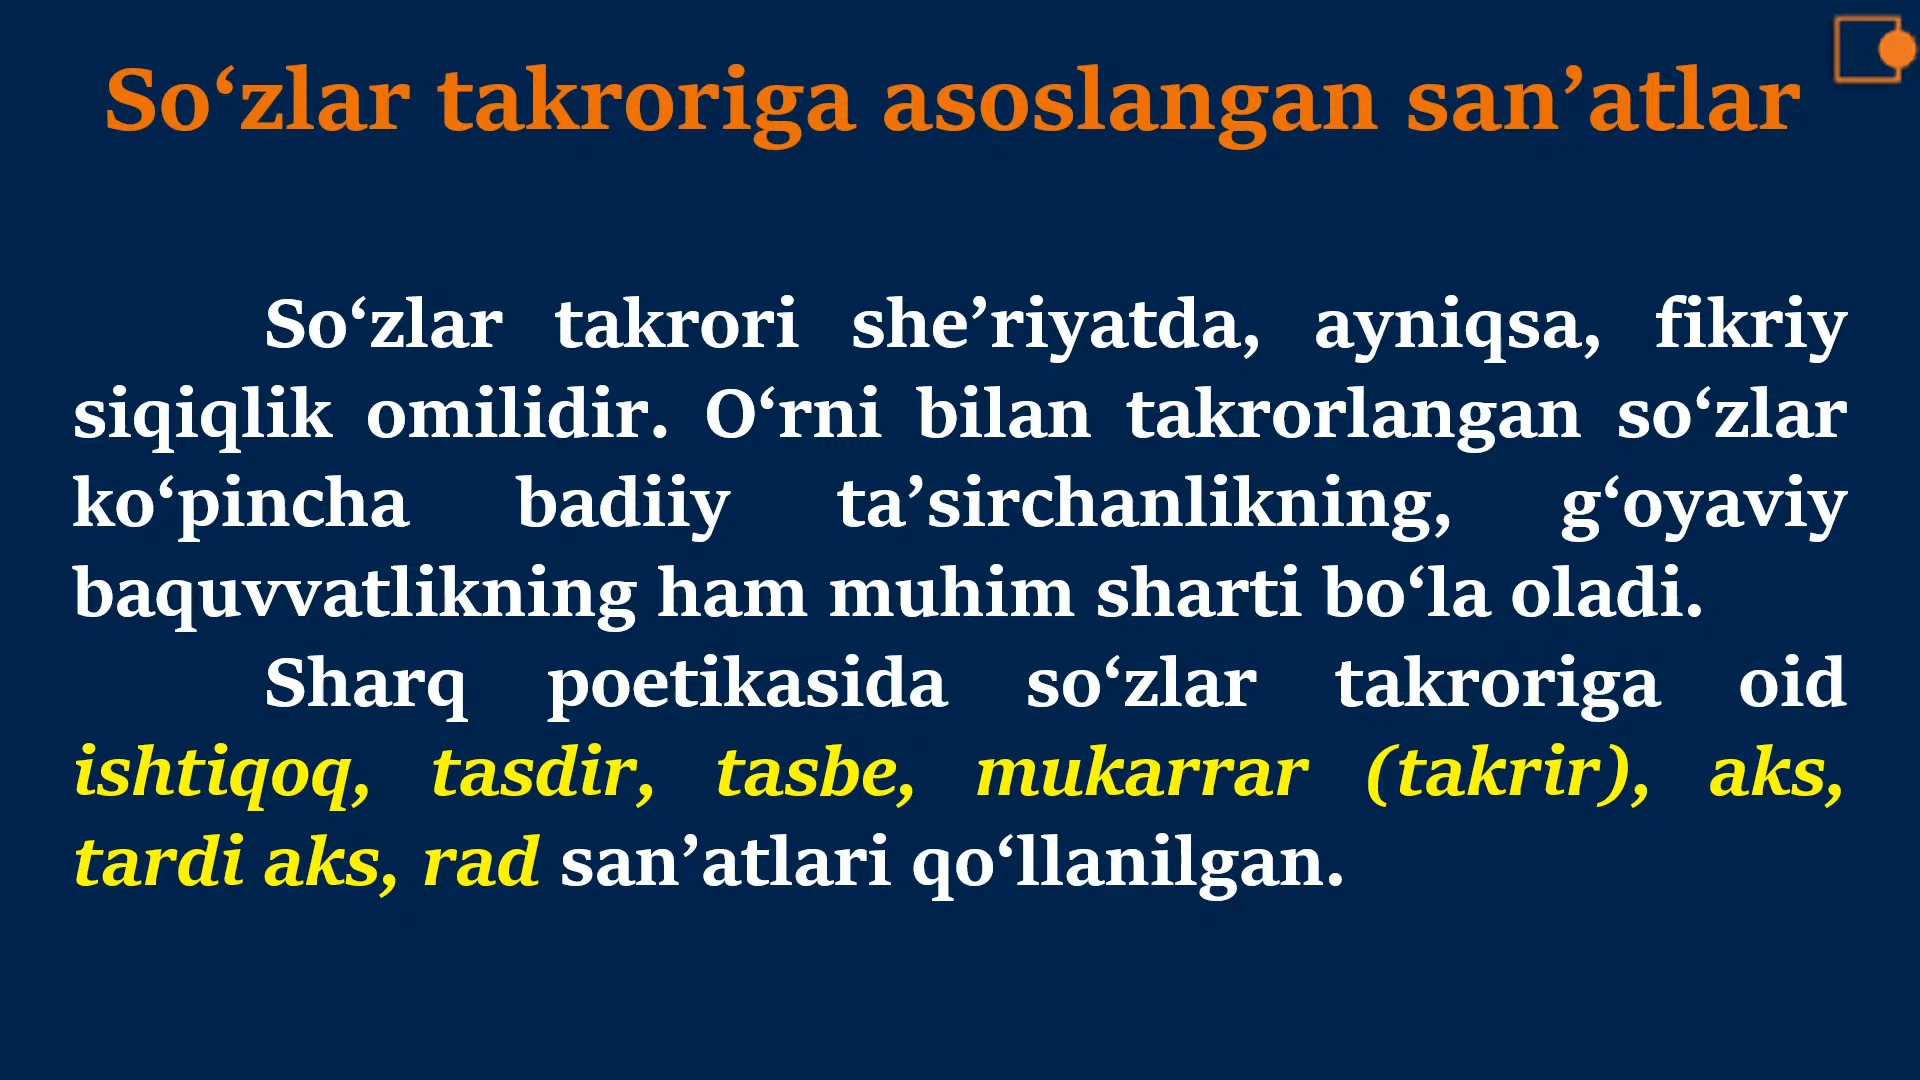 So‘zlar takroriga asoslangan san’atlar
So‘zlar takrori she’riyatda, ayniqsa, fikriy
siqiqlik omilidir. O‘rni bilan takrorlangan so‘zlar
ko‘pincha badiiy ta’sirchanlikning, g‘oyaviy
baquvvatlikning ham muhim sharti bo‘la oladi.
Sharq poetikasida so‘zlar takroriga oid
ishtiqoq, tasdir, tasbe, mukarrar (takrir), aks,
tardi aks, rad san’atlari qo‘llanilgan.